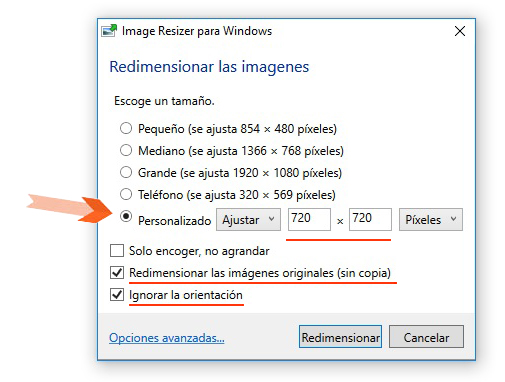 Image Resizer para Windows
Redimensionar las imagenes
Escoge un tamaño.
Pequeño (se ajusta 854 × 480 píxeles)
Mediano (se ajusta 1366 × 768 píxeles)
Grande (se ajusta 1920 × 1080 píxeles)
Teléfono (se ajusta 320 × 569 píxeles)
Personalizado Ajustar 720 × 720 Píxeles
Solo encoger, no agrandar
Redimensionar las imágenes originales (sin copia)
Ignorar la orientación
Opciones avanzadas... Redimensionar Cancelar